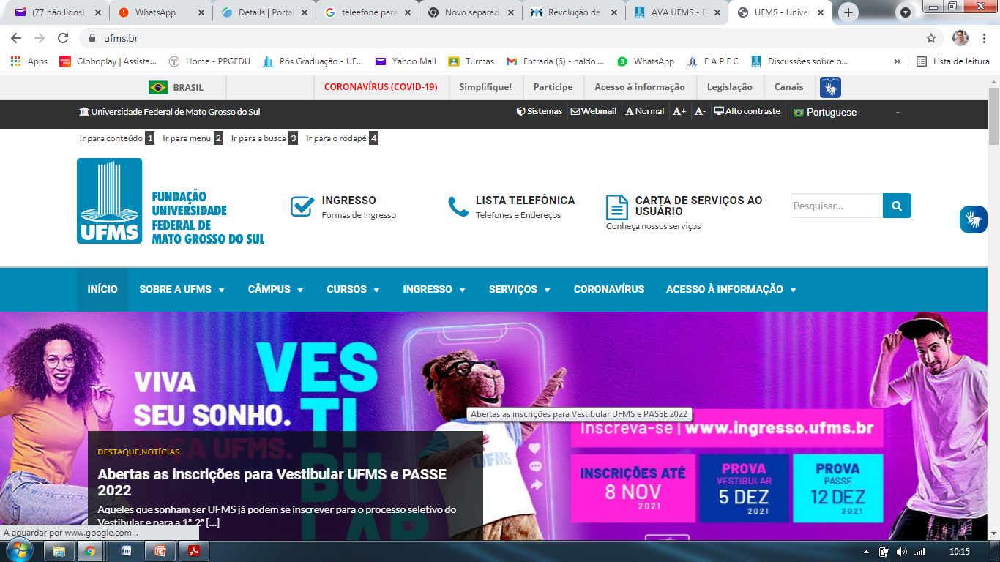 (77 não lidos)
WhatsApp
Details | Portal
teleefone para
Novo separado
Revolução de
AVA UFMS - E
UFMS - Univer
ufms.br
Apps
Globoplay | Assista...
Home - PPGEDU
Pós Graduação - UF...
Yahoo Mail
Turmas
Entrada (6) - naldo....
3
WhatsApp
F A P E C
Discussões sobre o...
»
Lista de leitura
BRASIL
CORONAVÍRUS (COVID-19)
Simplifique!
Participe
Acesso à informação
Legislação
Canais
Universidade Federal de Mato Grosso do Sul
Sistemas
Webmail
A Normal
A+
A-
Alto contraste
Portuguese
Ir para conteúdo 1
Ir para menu 2
Ir para a busca 3
Ir para o rodapé 4
UFMS
FUNDAÇÃO
UNIVERSIDADE
FEDERAL DE
MATO GROSSO DO SUL
INGRESSO
Formas de Ingresso
LISTA TELEFÔNICA
Telefones e Endereços
CARTA DE SERVIÇOS AO
USUÁRIO
Conheça nossos serviços
Pesquisar...
INÍCIO
SOBRE A UFMS
CÂMPUS
CURSOS
INGRESSO
SERVIÇOS
CORONAVÍRUS
ACESSO À INFORMAÇÃO
VIVA
SEU SONHO.
UFMS.
VES
TI
BU
LAR
UFMS
Abertas as inscrições para Vestibular UFMS e PASSE 2022
Inscreva-se | www.ingresso.ufms.br
INSCRIÇÕES ATÉ
8 NOV
2021
PROVA
VESTIBULAR
5 DEZ
2021
PROVA
PASSE
12 DEZ
2021
DESTAQUE,NOTÍCIAS
Abertas as inscrições para Vestibular UFMS e PASSE
2022
Aqueles que sonham ser UFMS já podem se inscrever para o processo seletivo do
Vestibular e para a 1ª 2ª [...]
A aguardar por www.google.com...
10:15